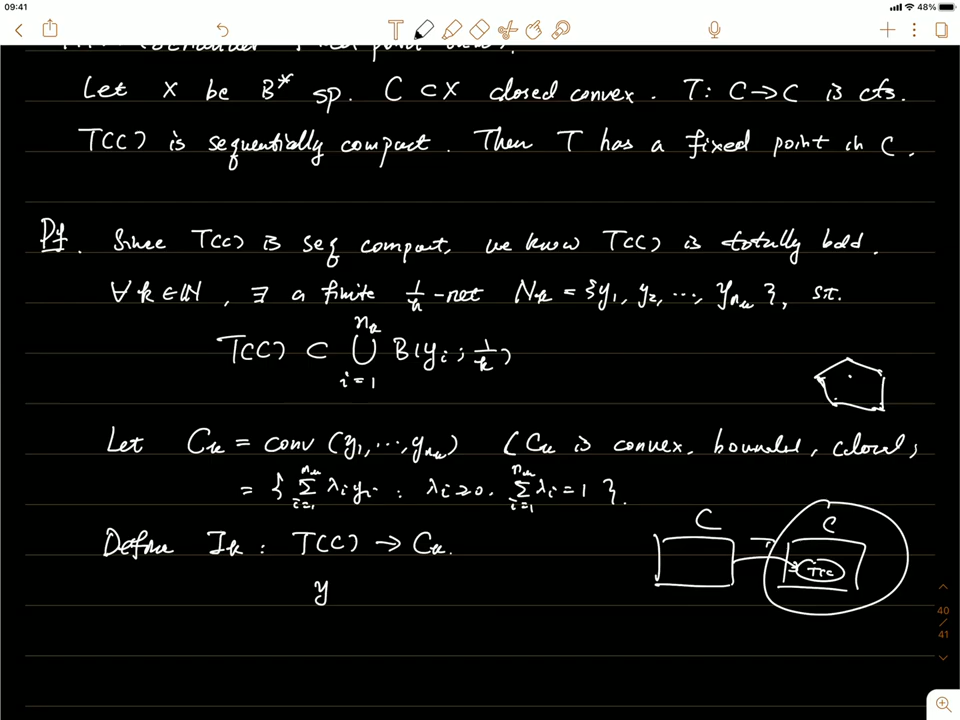 09:41
48%
fixed point
Let X be B* sp. C ⊂ X closed convex. T: C → C is cts.
T(C) is sequentially compact. Then T has a fixed point in C.
Pf. Since T(C) is seq compact, we know T(C) is totally bdd.
∀ k ∈ ℕ, ∃ a finite 1/k-net N_k = {y_1, y_2, ..., y_{n_k}}, st.
T(C) ⊂ ⋃_{i=1}^{n_k} B(y_i; 1/k)
Let C_k = conv (y_1, ..., y_{n_k}) (C_k is convex, bounded, closed)
= { Σ_{i=1}^{n_k} λ_i y_i : λ_i ≥ 0. Σ_{i=1}^{n_k} λ_i = 1 }.
C T C
Define I_k : T(C) → C_k.
T(C)
y
40
/
41